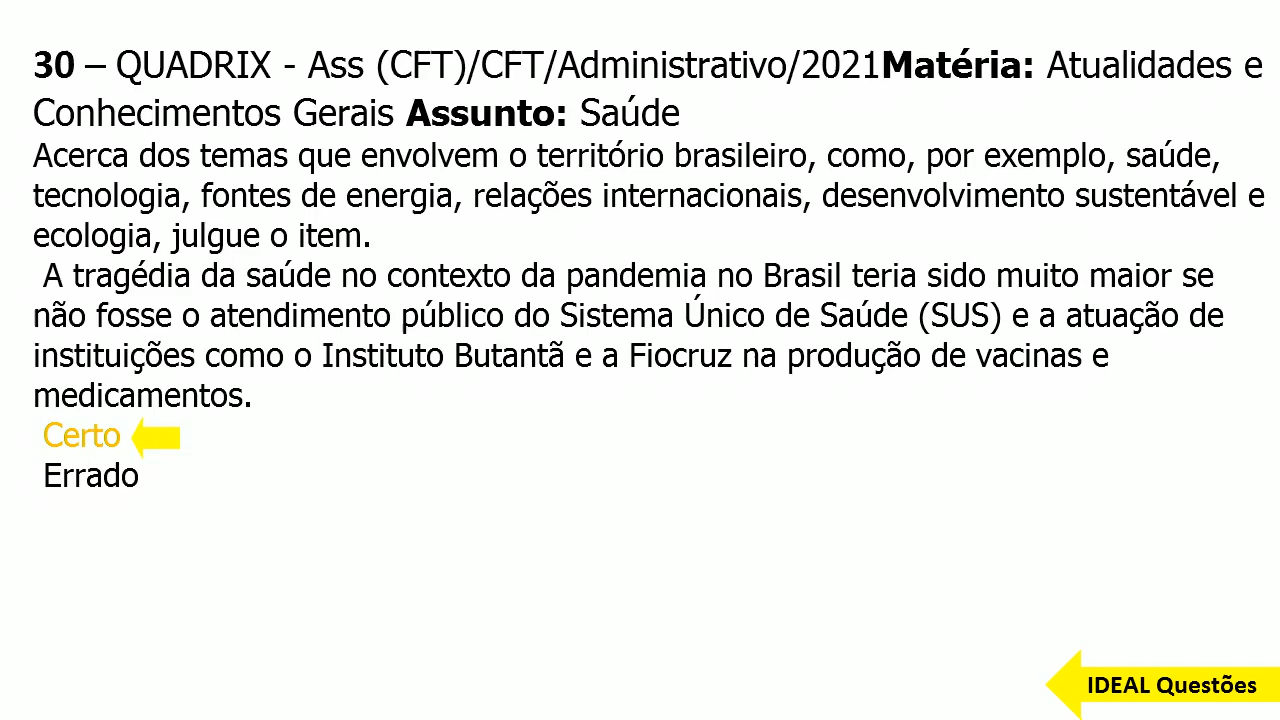 30 – QUADRIX - Ass (CFT)/CFT/Administrativo/2021Matéria: Atualidades e
Conhecimentos Gerais Assunto: Saúde
Acerca dos temas que envolvem o território brasileiro, como, por exemplo, saúde,
tecnologia, fontes de energia, relações internacionais, desenvolvimento sustentável e
ecologia, julgue o item.
A tragédia da saúde no contexto da pandemia no Brasil teria sido muito maior se
não fosse o atendimento público do Sistema Único de Saúde (SUS) e a atuação de
instituições como o Instituto Butantã e a Fiocruz na produção de vacinas e
medicamentos.
Certo
Errado
IDEAL Questões